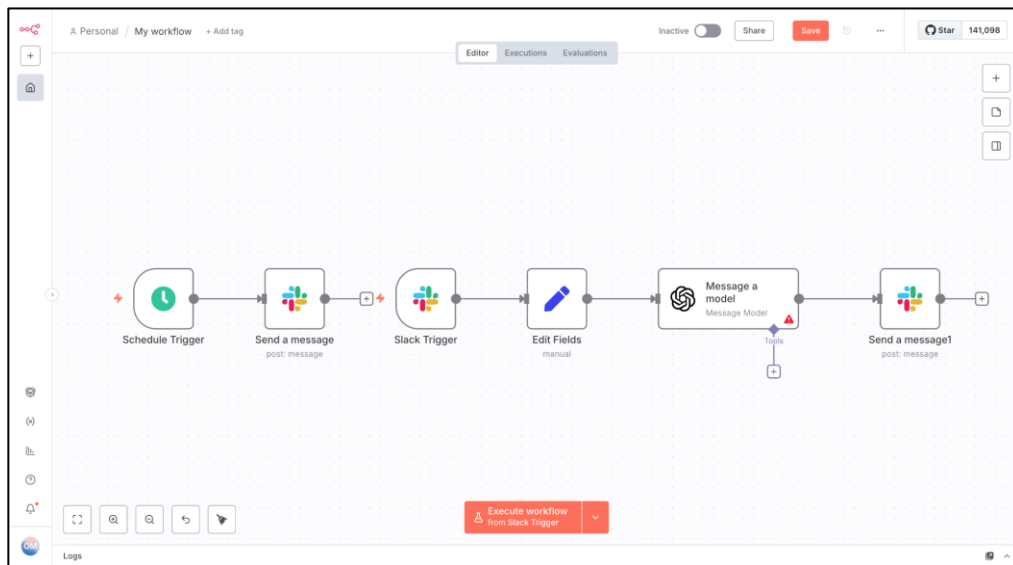 Personal / My workflow + Add tag
Inactive Share Save ... Star 141,098
Editor Executions Evaluations
Schedule Trigger
Send a message
post: message
Slack Trigger
Edit Fields
manual
Message a
model
Message Model
Tools
Send a message1
post: message
Execute workflow
from Slack Trigger
OM
Logs